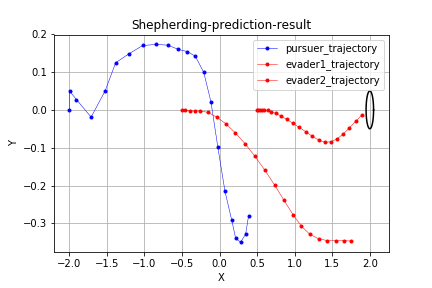 Shepherding-prediction-result
pursuer_trajectory
evader1_trajectory
evader2_trajectory
0.2
0.1
0.0
−0.1
−0.2
−0.3
Y
−2.0 −1.5 −1.0 −0.5 0.0 0.5 1.0 1.5 2.0
X